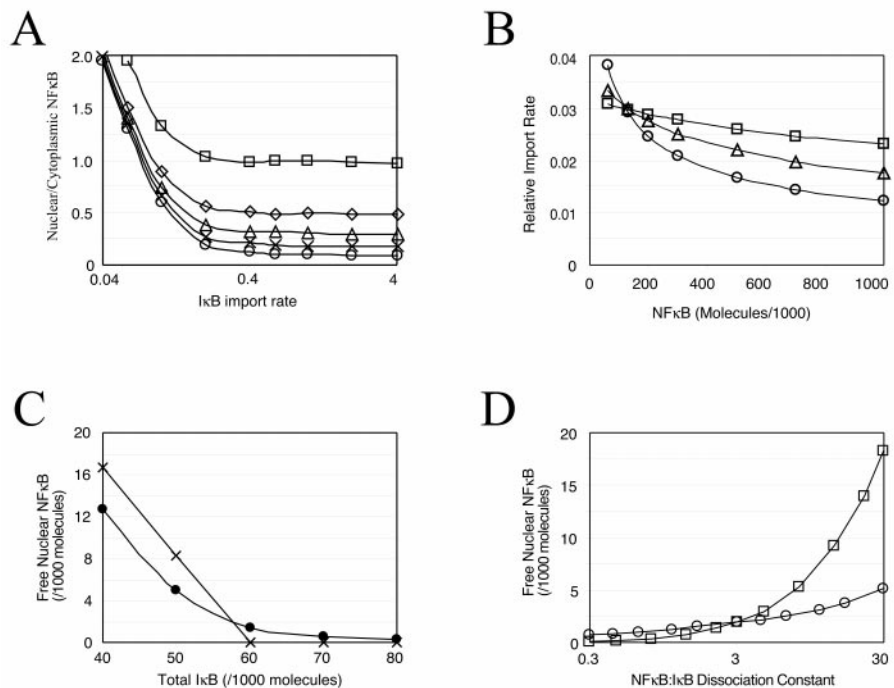 A
Nuclear/Cytoplasmic NFκB
2.0
1.5
1.0
0.5
0
0.04
0.4
4
IκB import rate
B
Relative Import Rate
0.04
0.03
0.02
0.01
0
0
200
400
600
800
1000
NFκB (Molecules/1000)
C
Free Nuclear NFκB
(/1000 molecules)
20
16
12
8
4
0
40
50
60
70
80
Total IκB (/1000 molecules)
D
Free Nuclear NFκB
(/1000 molecules)
20
15
10
5
0
0.3
3
30
NFκB:IκB Dissociation Constant